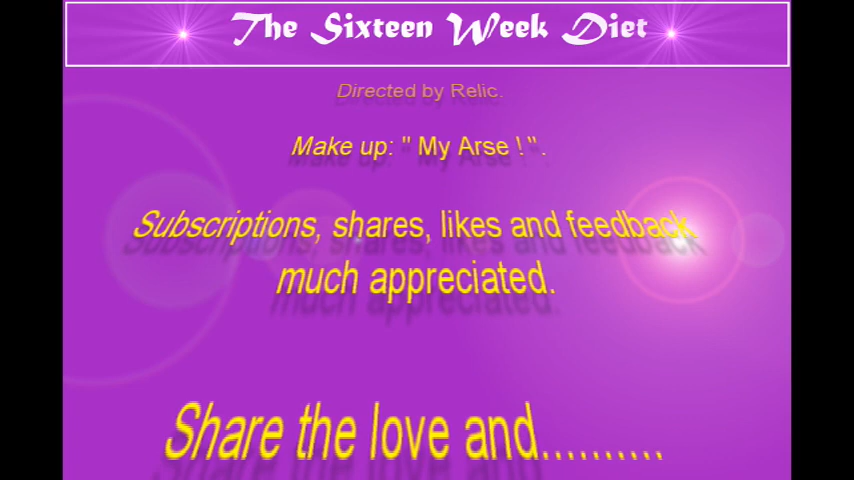 The Sixteen Week Diet
Directed by Relic.
Make up: " My Arse ! ".
Subscriptions, shares, likes and feedback
much appreciated.
Share the love and..........